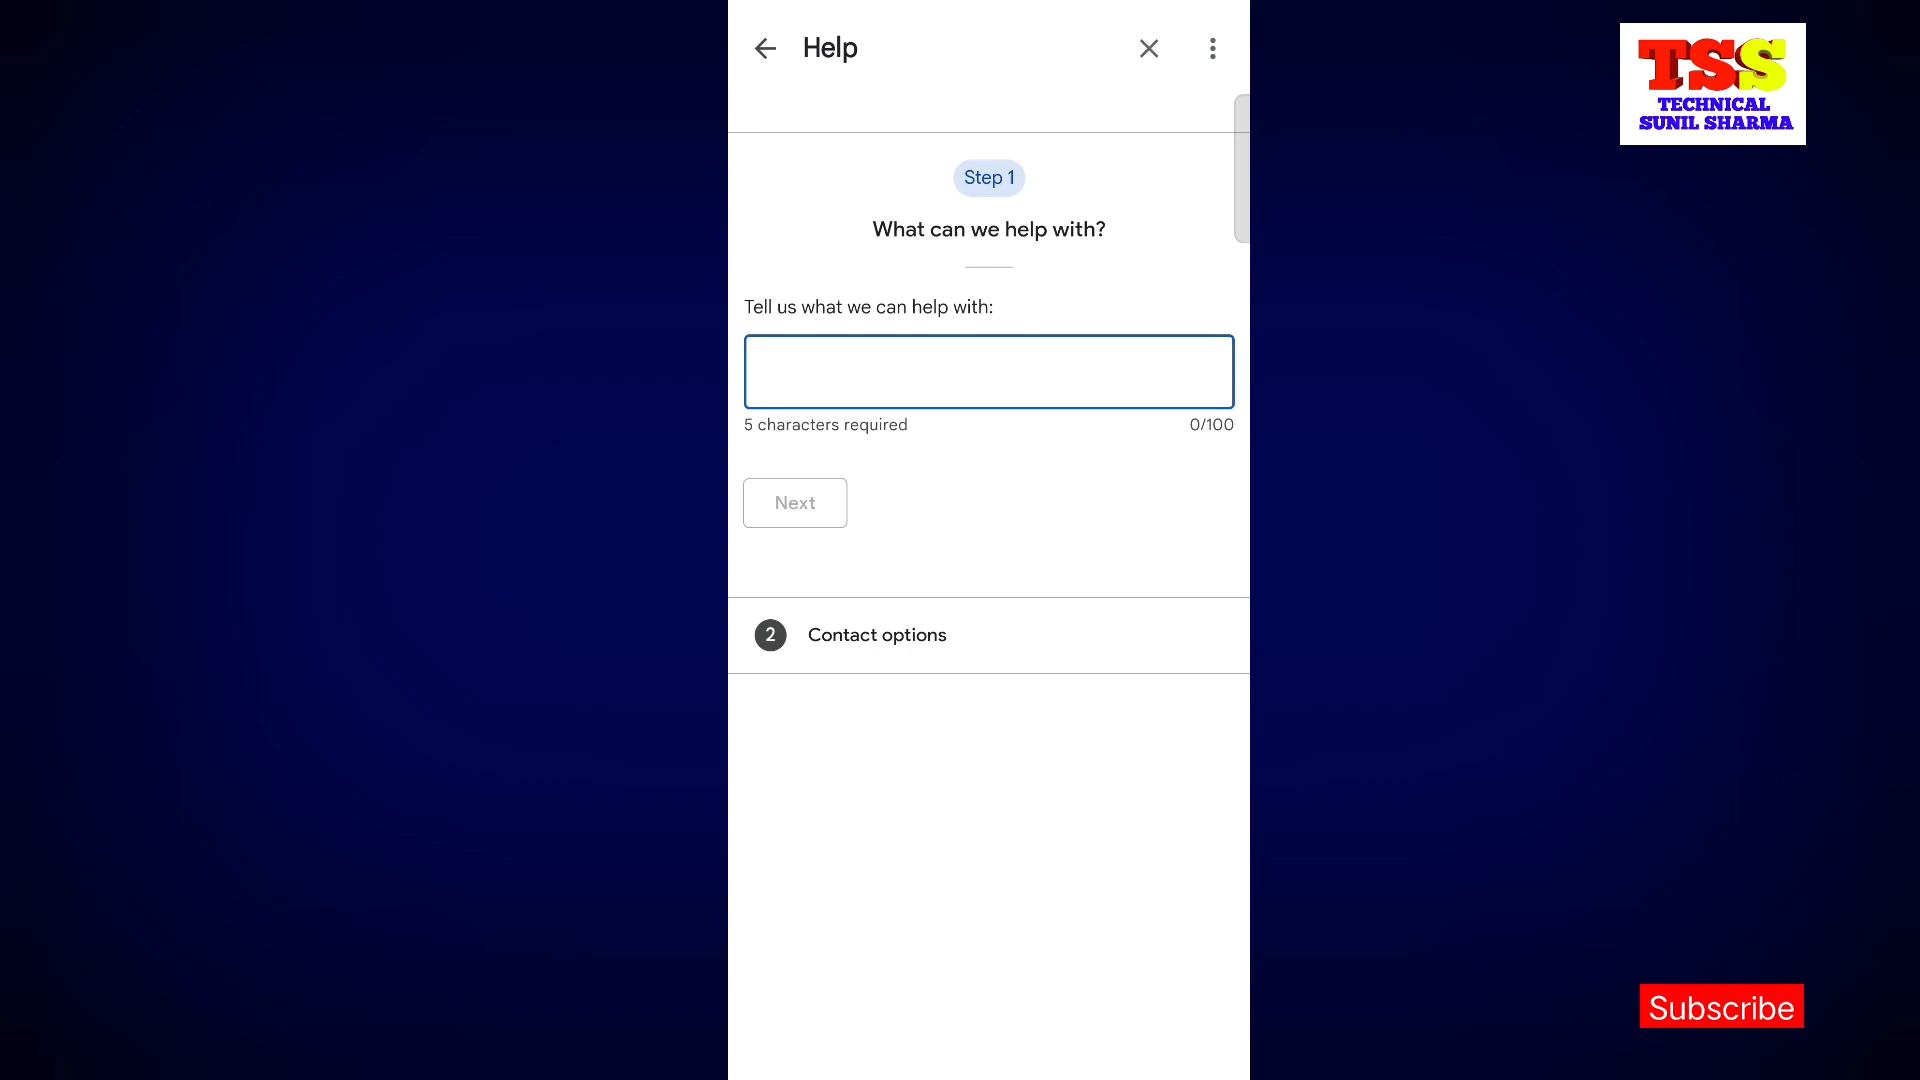 Help
TSS
TECHNICAL
SUNIL SHARMA
Step 1
What can we help with?
Tell us what we can help with:
5 characters required 0/100
Next
2 Contact options
Subscribe